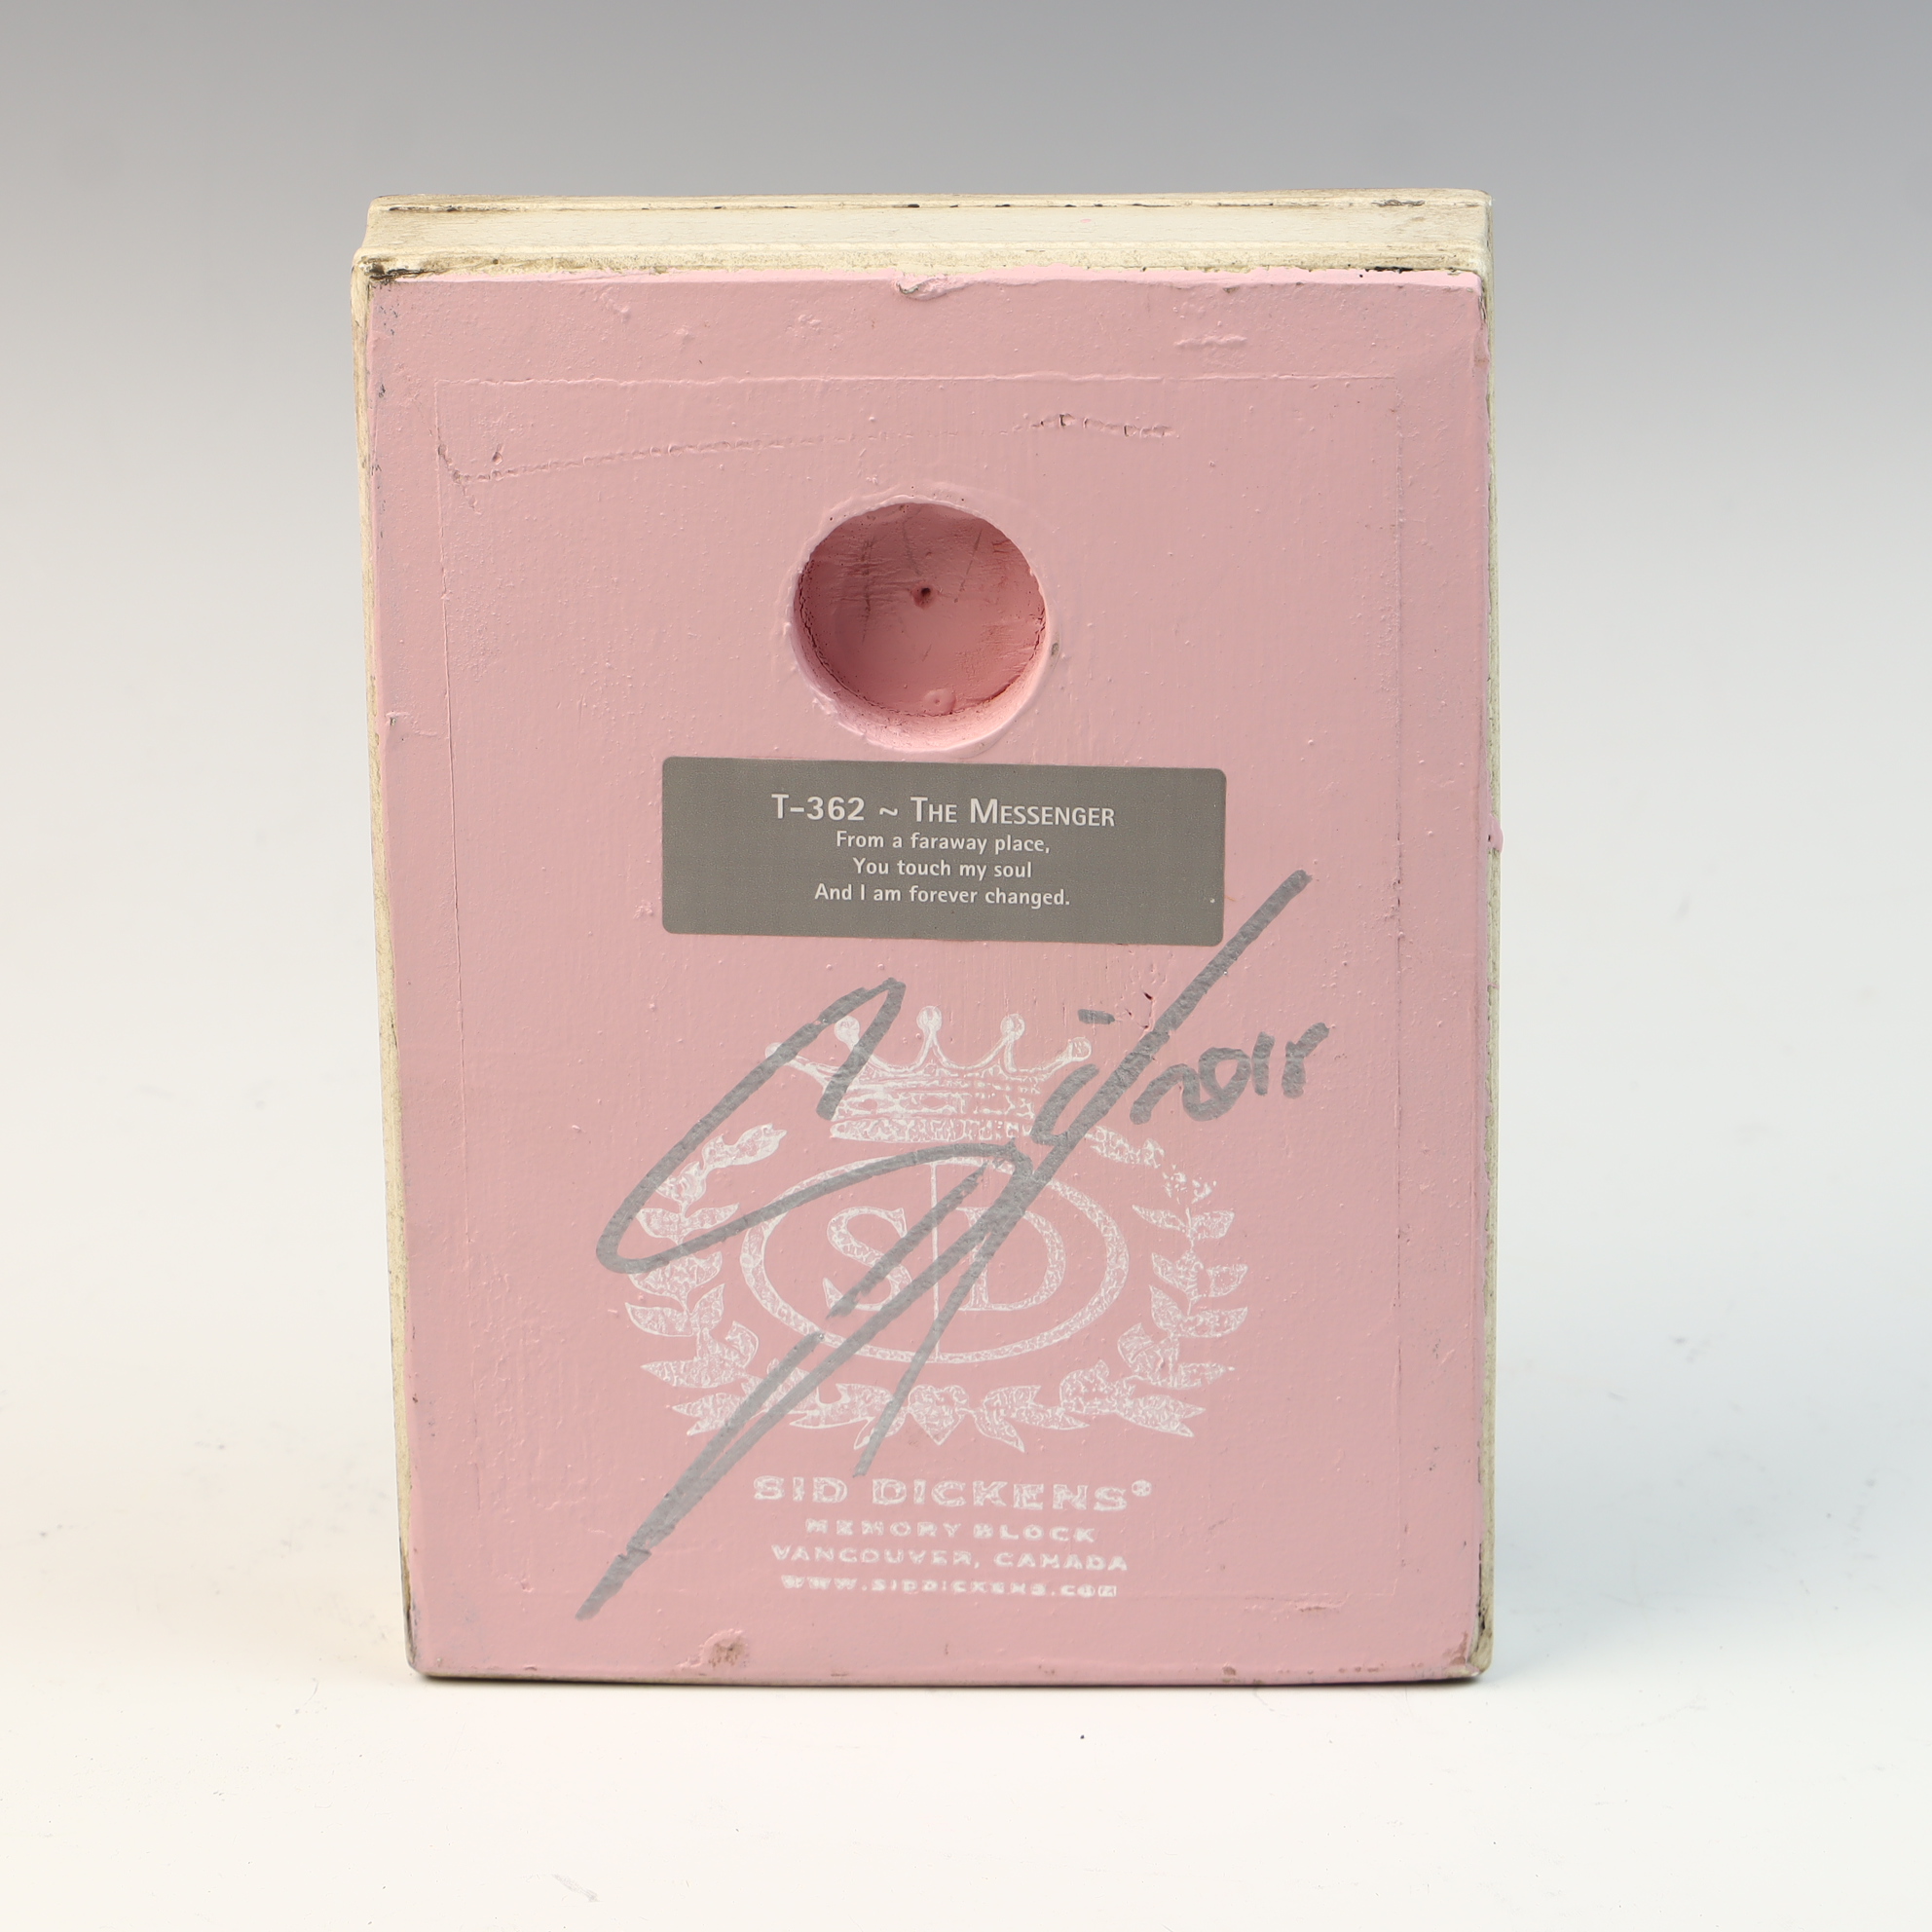 T-362 ~ THE MESSENGER
From a faraway place,
You touch my soul
And I am forever changed.
SD
SID DICKENS®
MEMORY BLOCK
VANCOUVER, CANADA
WWW.SIDDICKENS.COM